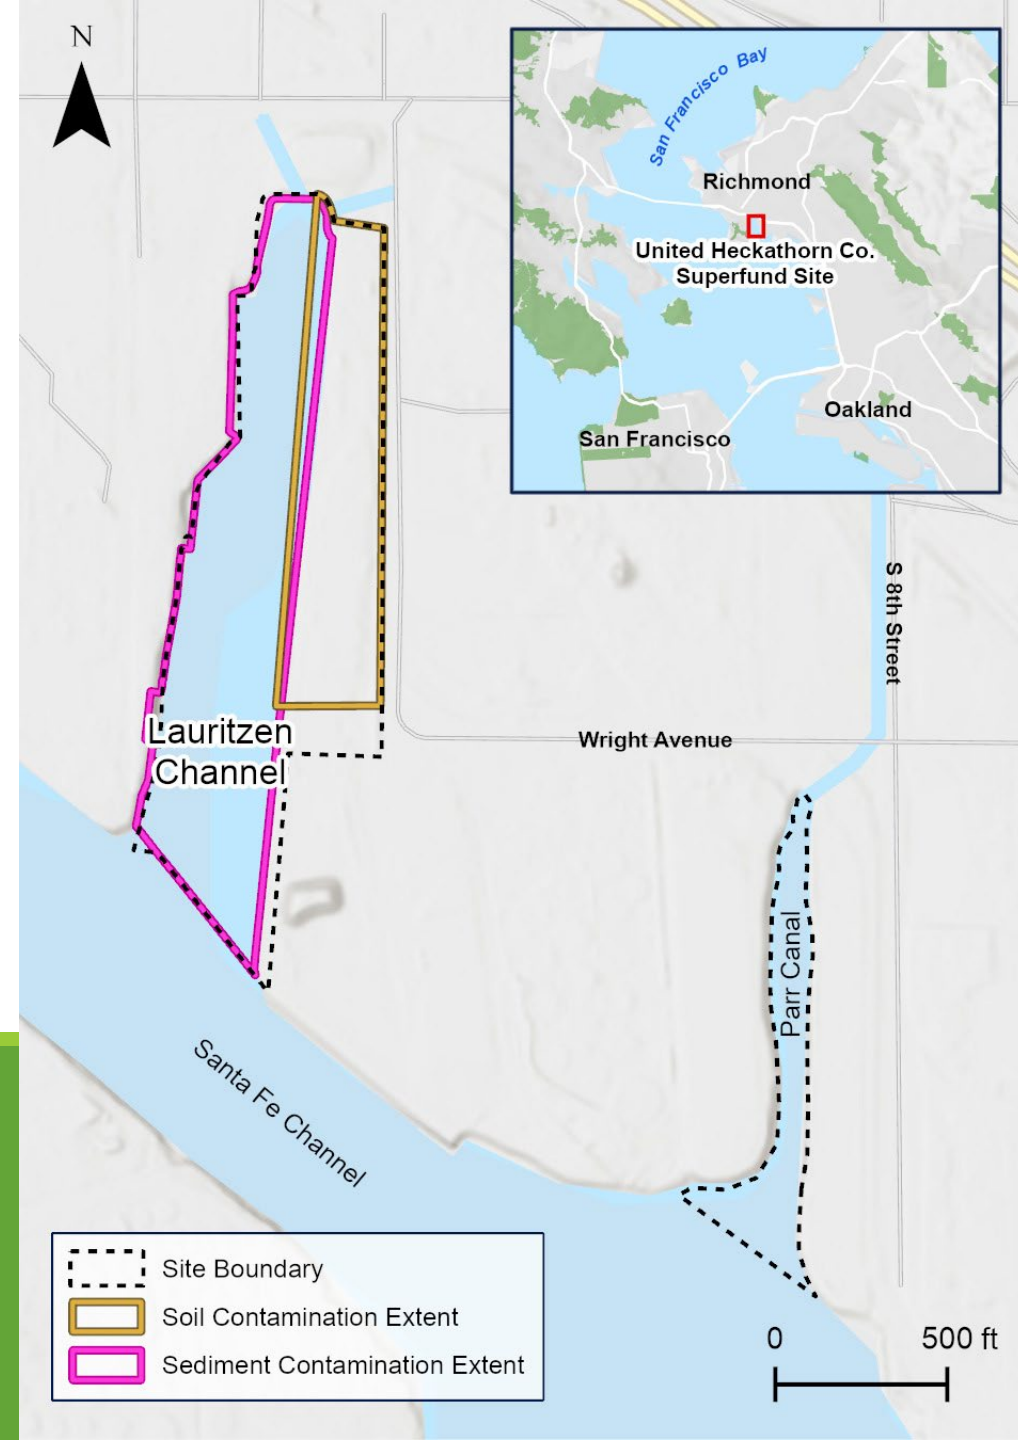 N
San Francisco Bay
Richmond
United Heckathorn Co.
Superfund Site
Oakland
San Francisco
S 8th Street
Lauritzen
Channel
Wright Avenue
Parr Canal
Santa Fe Channel
Site Boundary
Soil Contamination Extent
Sediment Contamination Extent
0 500 ft